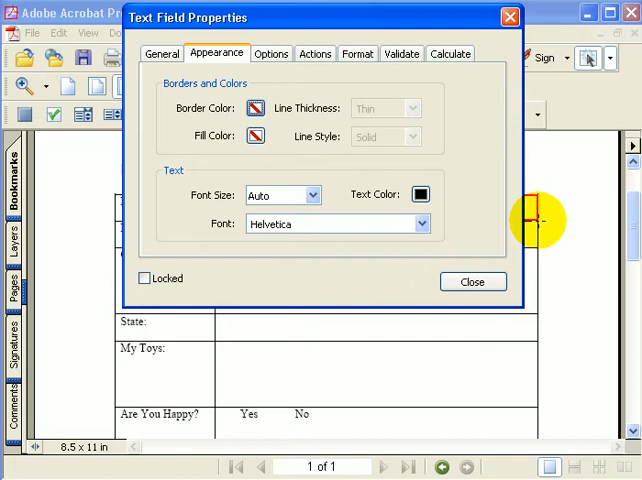 Adobe Acrobat Pr
Text Field Properties
File
Sign
General Appearance Options Actions Format Validate Calculate
Borders and Colors
Border Color: Line Thickness: Thin
Fill Color: Line Style: Solid
Text
Font Size: Auto Text Color:
Font: Helvetica
Locked
Close
Bookmarks
Layers
Pages
Signatures
Comments
State:
My Toys:
Are You Happy? Yes No
8.5 x 11 in
1 of 1